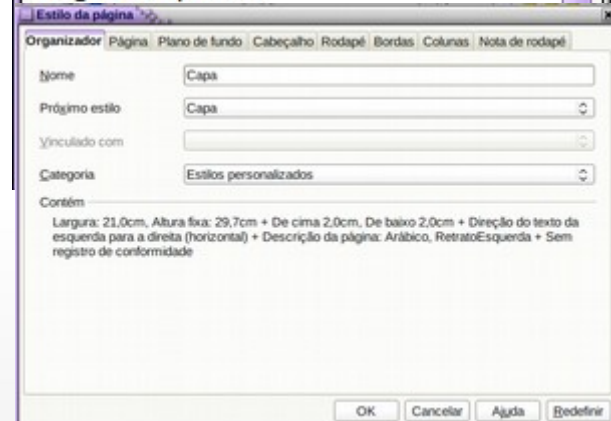 Estilo da página
Organizador Página Plano de fundo Cabeçalho Rodapé Bordas Colunas Nota de rodapé
Nome Capa
Próximo estilo Capa
Vinculado com
Categoria Estilos personalizados
Contém
Largura: 21,0cm, Altura fixa: 29,7cm + De cima 2,0cm, De baixo 2,0cm + Direção do texto da
esquerda para a direita (horizontal) + Descrição da página: Arábico, RetratoEsquerda + Sem
registro de conformidade
OK Cancelar Ajuda Redefinir